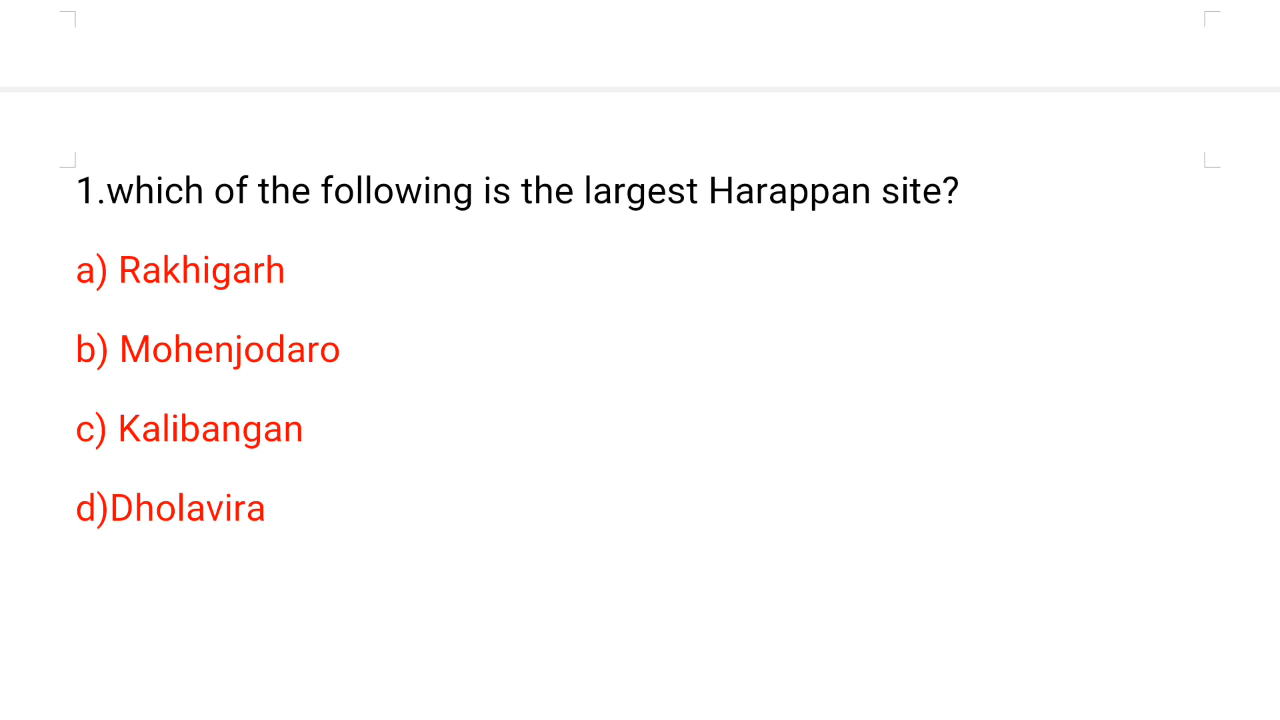 1.which of the following is the largest Harappan site?
a) Rakhigarh
b) Mohenjodaro
c) Kalibangan
d)Dholavira